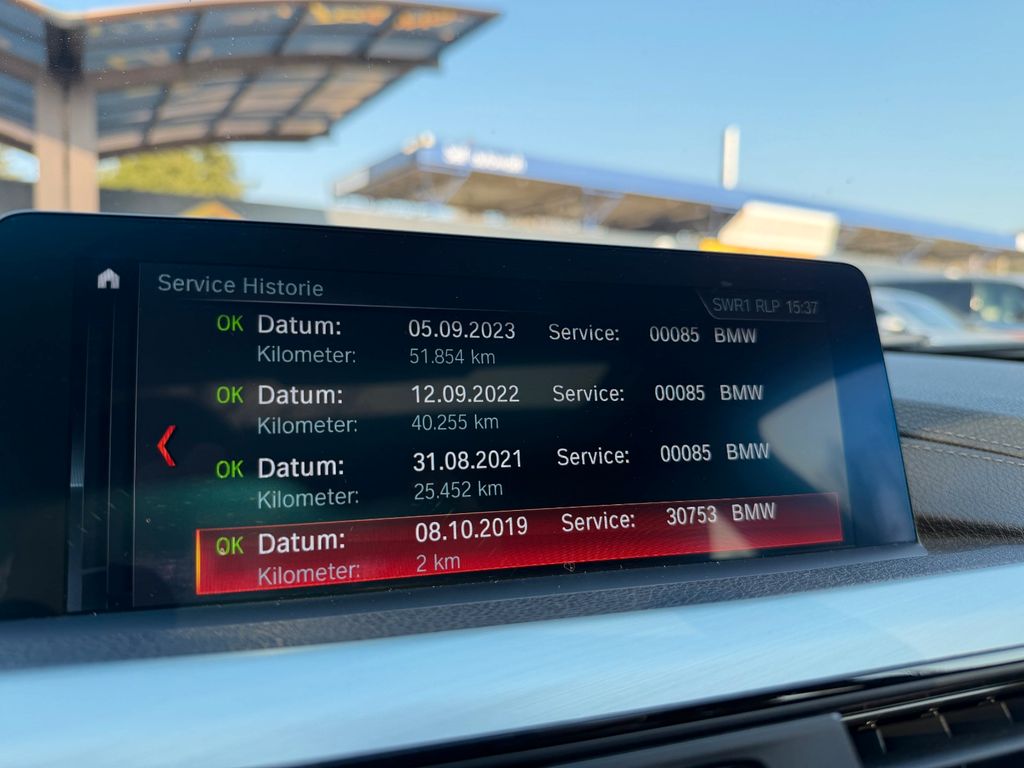 Service Historie
SWR1 RLP 15:37
OK Datum: 05.09.2023 Service: 00085 BMW
Kilometer: 51.854 km
OK Datum: 12.09.2022 Service: 00085 BMW
Kilometer: 40.255 km
OK Datum: 31.08.2021 Service: 00085 BMW
Kilometer: 25.452 km
OK Datum: 08.10.2019 Service: 30753 BMW
Kilometer: 2 km